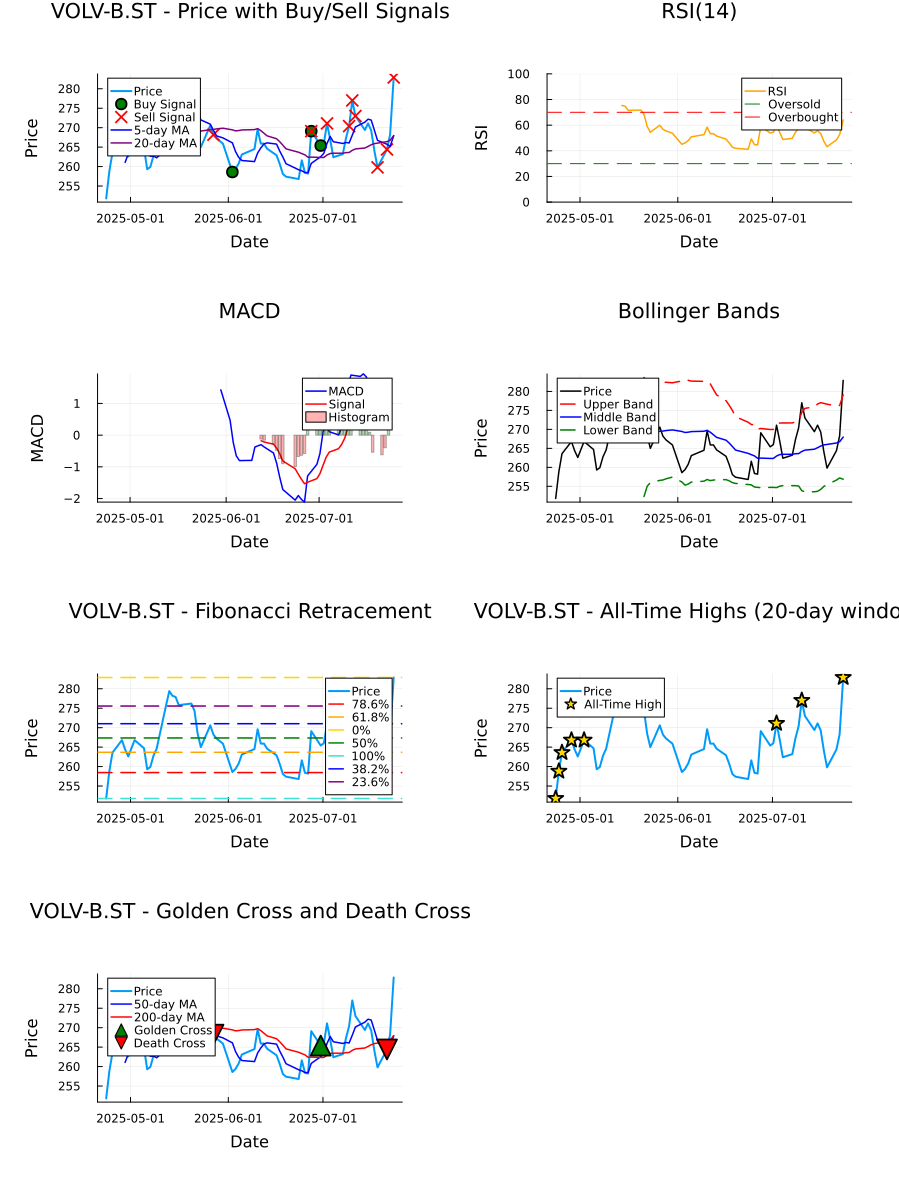 VOLV-B.ST - Price with Buy/Sell Signals
Price
280
275
270
265
260
255
Price
Buy Signal
Sell Signal
5-day MA
20-day MA
2025-05-01
2025-06-01
2025-07-01
Date
RSI(14)
RSI
100
80
60
40
20
0
RSI
Oversold
Overbought
2025-05-01
2025-06-01
2025-07-01
Date
MACD
MACD
1
0
−1
−2
MACD
Signal
Histogram
2025-05-01
2025-06-01
2025-07-01
Date
Bollinger Bands
Price
280
275
270
265
260
255
Price
Upper Band
Middle Band
Lower Band
2025-05-01
2025-06-01
2025-07-01
Date
VOLV-B.ST - Fibonacci Retracement
Price
280
275
270
265
260
255
Price
78.6%
61.8%
0%
50%
100%
38.2%
23.6%
2025-05-01
2025-06-01
2025-07-01
Date
VOLV-B.ST - All-Time Highs (20-day windo
Price
280
275
270
265
260
255
Price
All-Time High
2025-05-01
2025-06-01
2025-07-01
Date
VOLV-B.ST - Golden Cross and Death Cross
Price
280
275
270
265
260
255
Price
50-day MA
200-day MA
Golden Cross
Death Cross
2025-05-01
2025-06-01
2025-07-01
Date